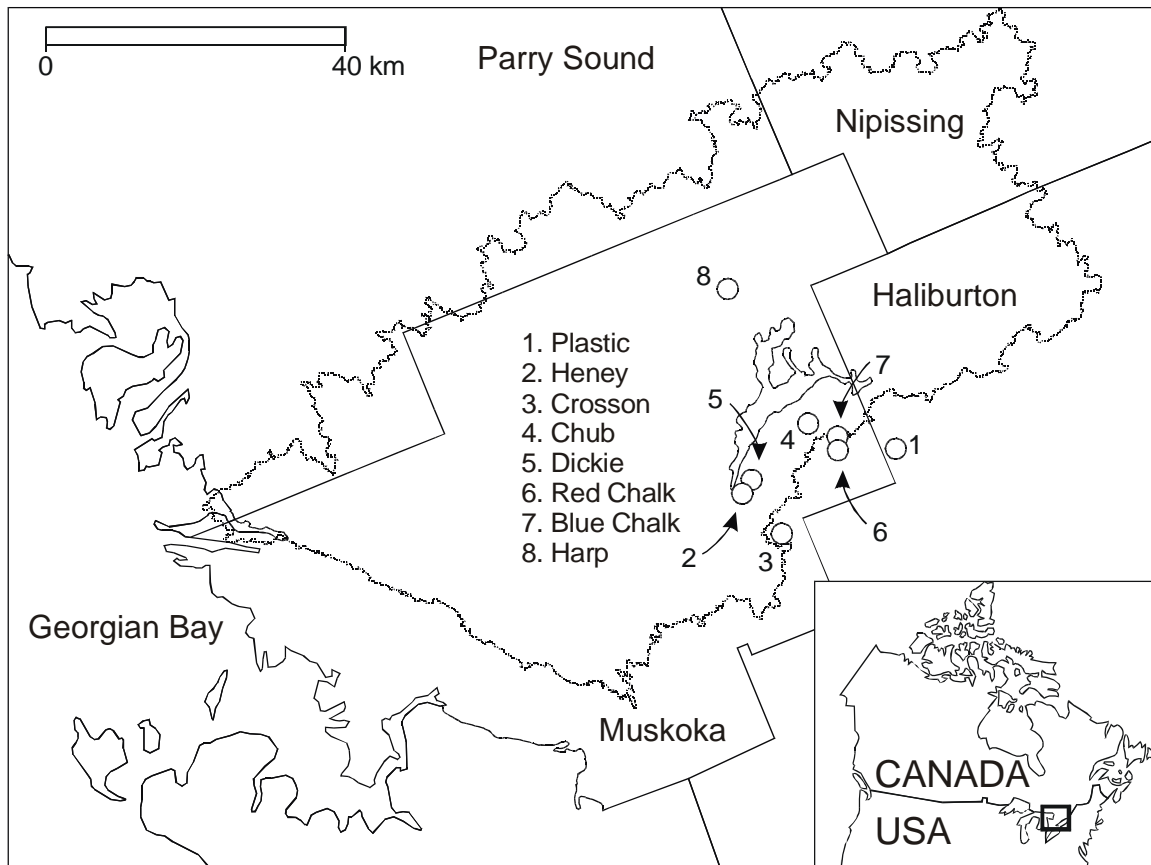 0
40 km
Parry Sound
Nipissing
Haliburton
8
1. Plastic
2. Heney
3. Crosson
4. Chub
5. Dickie
6. Red Chalk
7. Blue Chalk
8. Harp
7
5
4
1
6
2
3
Georgian Bay
Muskoka
CANADA
USA